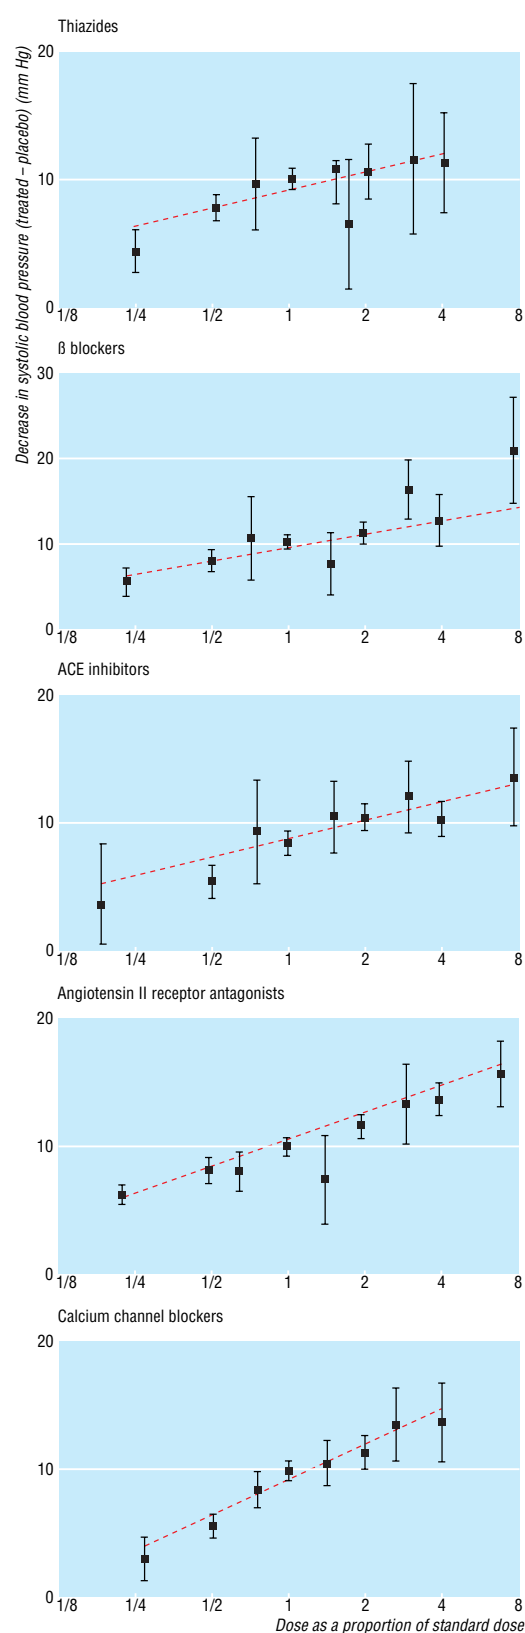 Thiazides
Decrease in systolic blood pressure (treated – placebo) (mm Hg)
20
10
0
1/8 1/4 1/2 1 2 4 8
ß blockers
30
20
10
0
1/8 1/4 1/2 1 2 4 8
ACE inhibitors
20
10
0
1/8 1/4 1/2 1 2 4 8
Angiotensin II receptor antagonists
20
10
0
1/8 1/4 1/2 1 2 4 8
Calcium channel blockers
20
10
0
1/8 1/4 1/2 1 2 4 8
Dose as a proportion of standard dose